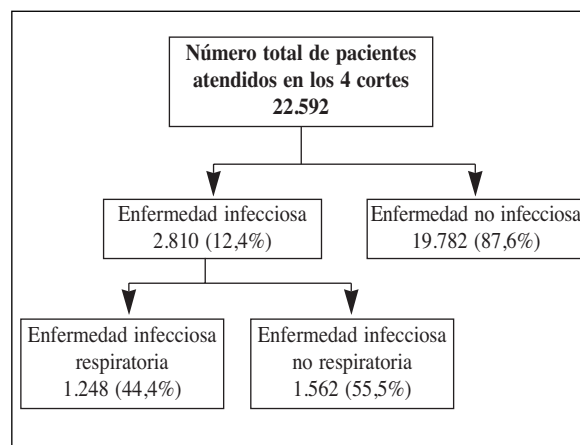 Número total de pacientes
atendidos en los 4 cortes
22.592
Enfermedad infecciosa
2.810 (12,4%)
Enfermedad no infecciosa
19.782 (87,6%)
Enfermedad infecciosa
respiratoria
1.248 (44,4%)
Enfermedad infecciosa
no respiratoria
1.562 (55,5%)